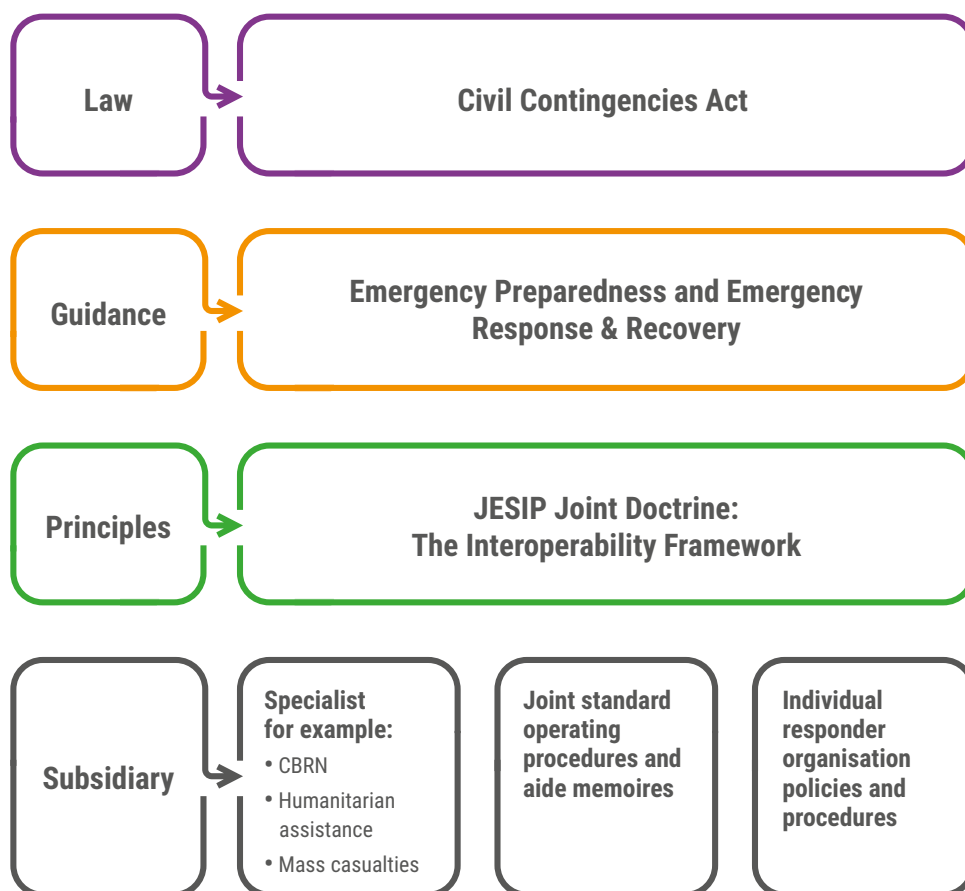 Law
Civil Contingencies Act
Guidance
Emergency Preparedness and Emergency
Response & Recovery
Principles
JESIP Joint Doctrine:
The Interoperability Framework
Subsidiary
Specialist
for example:
• CBRN
• Humanitarian
assistance
• Mass casualties
Joint standard
operating
procedures and
aide memoires
Individual
responder
organisation
policies and
procedures